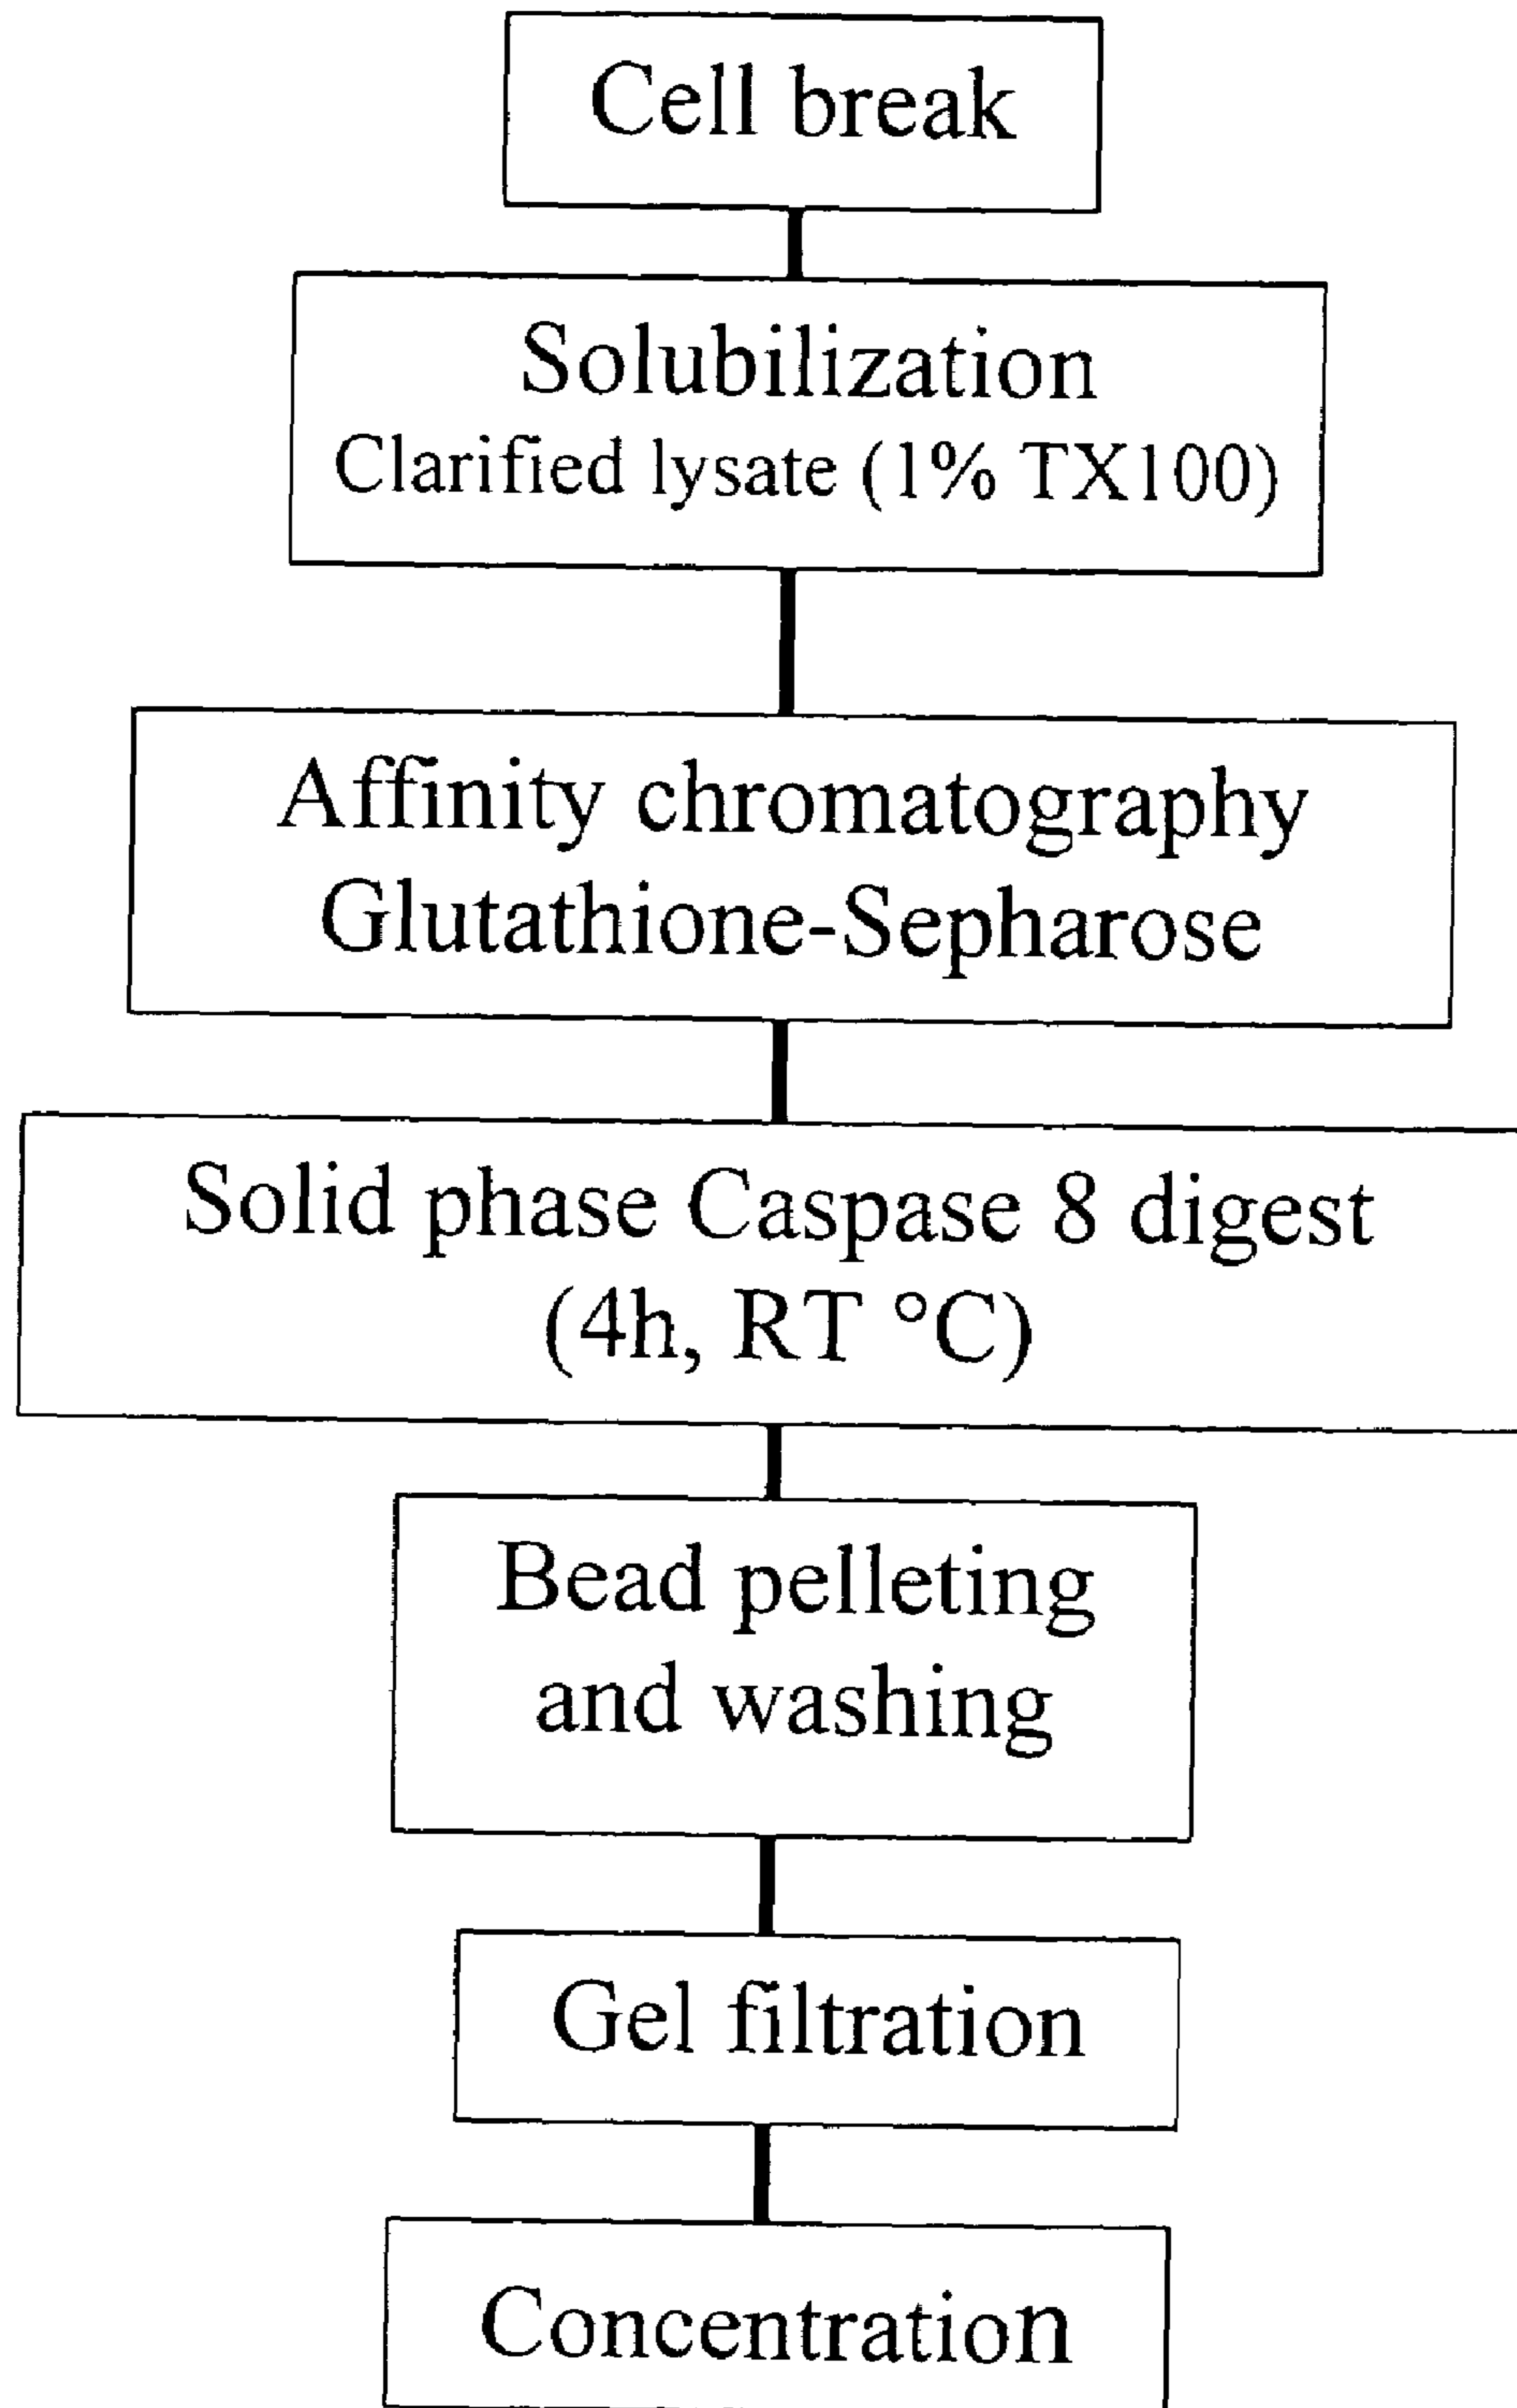 Cell break
Solubilization
Clarified lysate (1% TX100)
Affinity chromatography
Glutathione-Sepharose
Solid phase Caspase 8 digest
(4h, RT °C)
Bead pelleting
and washing
Gel filtration
Concentration